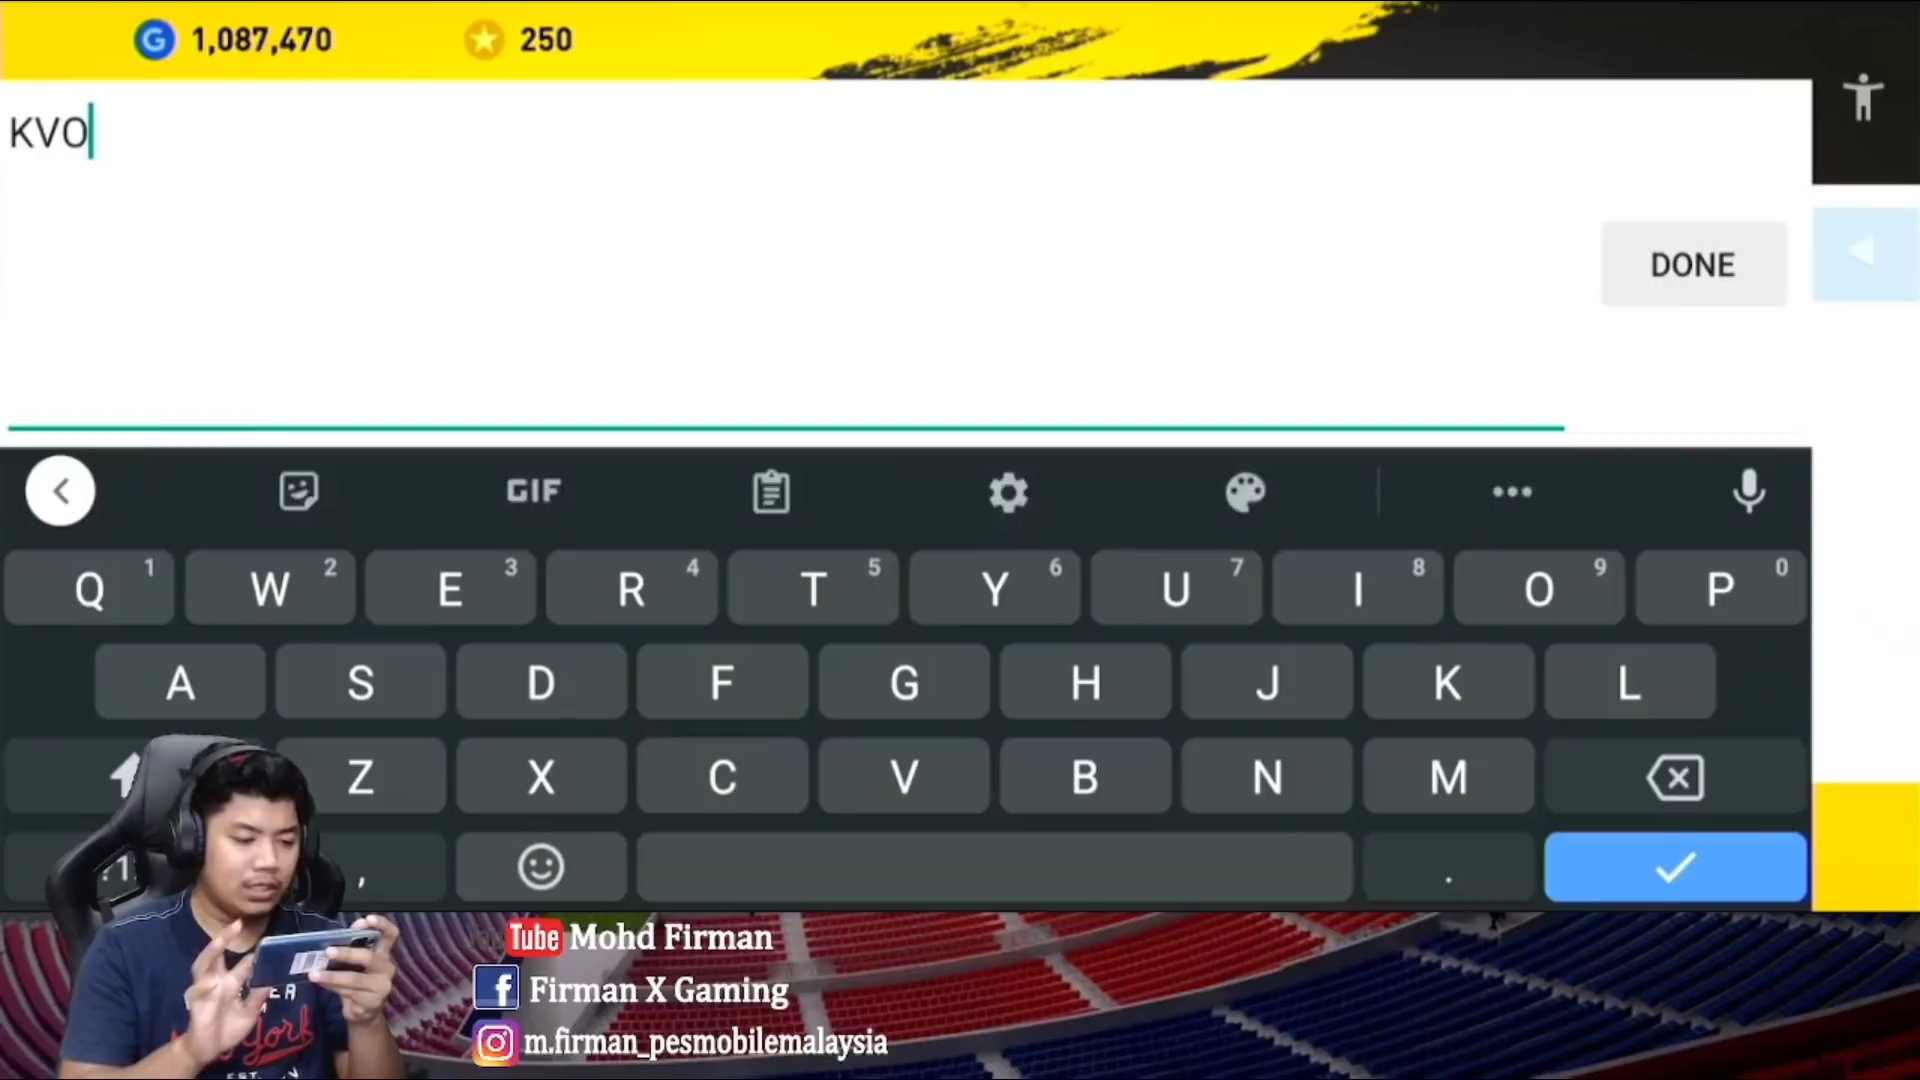 G 1,087,470 250
KVO
DONE
GIF
Q 1 W 2 E 3 R 4 T 5 Y 6 U 7 I 8 O 9 P 0
A S D F G H J K L
Z X C V B N M
, .
Tube Mohd Firman
f Firman X Gaming
m.firman_pesmobilemalaysia
York